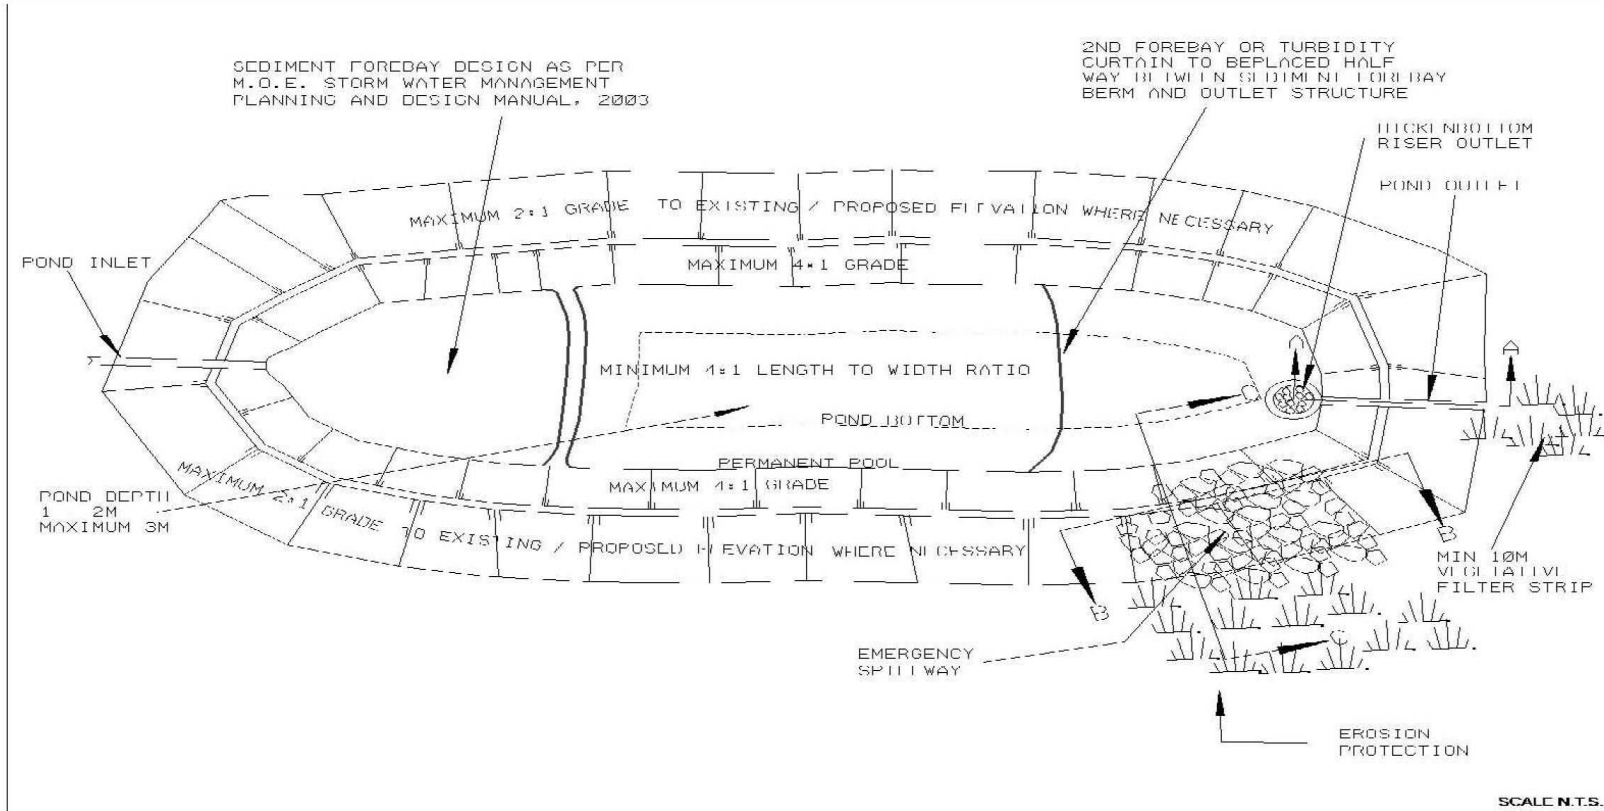 SEDIMENT FOREBAY DESIGN AS PER
M.O.E. STORM WATER MANAGEMENT
PLANNING AND DESIGN MANUAL, 2003
2ND FOREBAY OR TURBIDITY
CURTAIN TO BEPLACED HALF
WAY BETWEEN SEDIMENT FOREBAY
BERM AND OUTLET STRUCTURE
HICKENBOTTOM
RISER OUTLET
POND OUTLET
MAXIMUM 2:1 GRADE TO EXISTING / PROPOSED ELEVATION WHERE NECESSARY
POND INLET
MAXIMUM 4:1 GRADE
MINIMUM 4:1 LENGTH TO WIDTH RATIO
POND BOTTOM
PERMANENT POOL
MAXIMUM 4:1 GRADE
POND DEPTH
1 2M
MAXIMUM 3M
MAXIMUM 2:1 GRADE TO EXISTING / PROPOSED ELEVATION WHERE NECESSARY
A
A
C
B
B
C
MIN 10M
VEGETATIVE
FILTER STRIP
EMERGENCY
SPILLWAY
EROSION
PROTECTION
SCALE N.T.S.